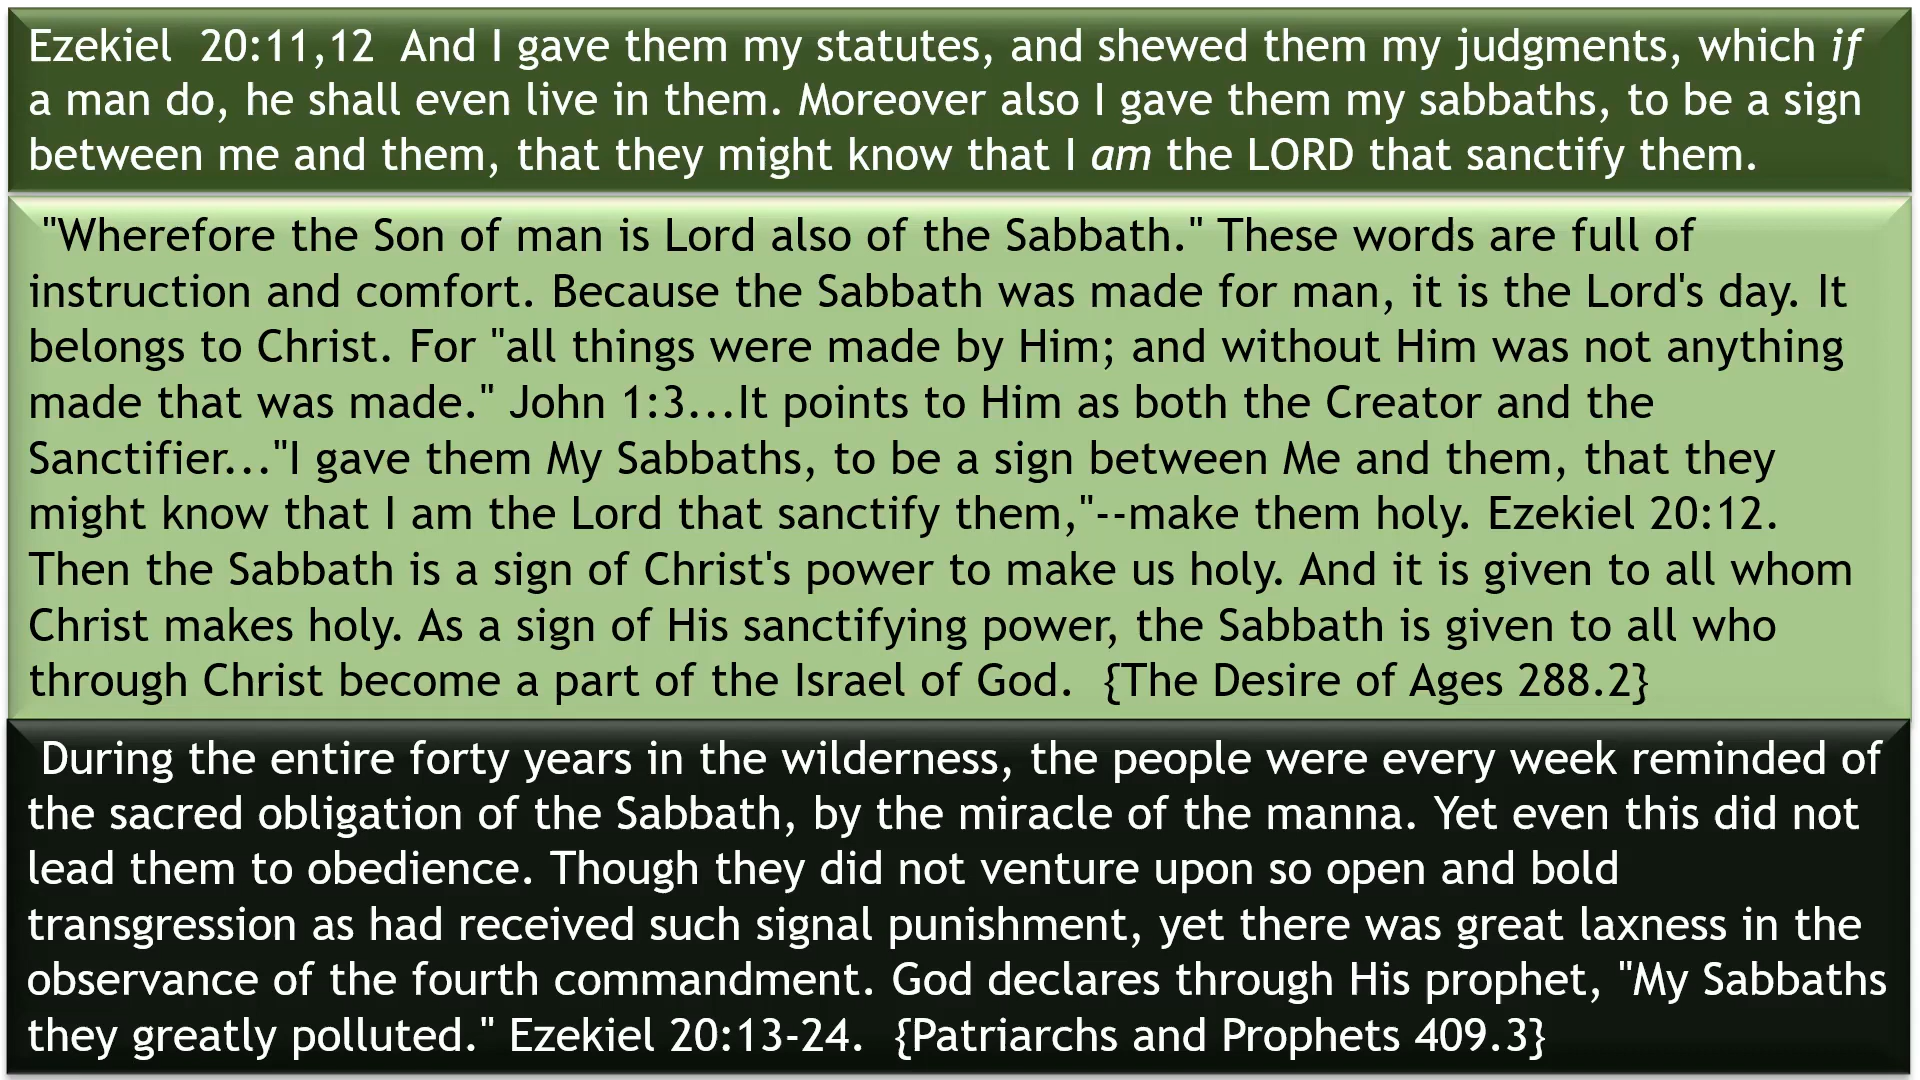 Ezekiel 20:11,12 And I gave them my statutes, and shewed them my judgments, which if
a man do, he shall even live in them. Moreover also I gave them my sabbaths, to be a sign
between me and them, that they might know that I am the LORD that sanctify them.
"Wherefore the Son of man is Lord also of the Sabbath." These words are full of
instruction and comfort. Because the Sabbath was made for man, it is the Lord's day. It
belongs to Christ. For "all things were made by Him; and without Him was not anything
made that was made." John 1:3...It points to Him as both the Creator and the
Sanctifier..."I gave them My Sabbaths, to be a sign between Me and them, that they
might know that I am the Lord that sanctify them,"--make them holy. Ezekiel 20:12.
Then the Sabbath is a sign of Christ's power to make us holy. And it is given to all whom
Christ makes holy. As a sign of His sanctifying power, the Sabbath is given to all who
through Christ become a part of the Israel of God. {The Desire of Ages 288.2}
During the entire forty years in the wilderness, the people were every week reminded of
the sacred obligation of the Sabbath, by the miracle of the manna. Yet even this did not
lead them to obedience. Though they did not venture upon so open and bold
transgression as had received such signal punishment, yet there was great laxness in the
observance of the fourth commandment. God declares through His prophet, "My Sabbaths
they greatly polluted." Ezekiel 20:13-24. {Patriarchs and Prophets 409.3}